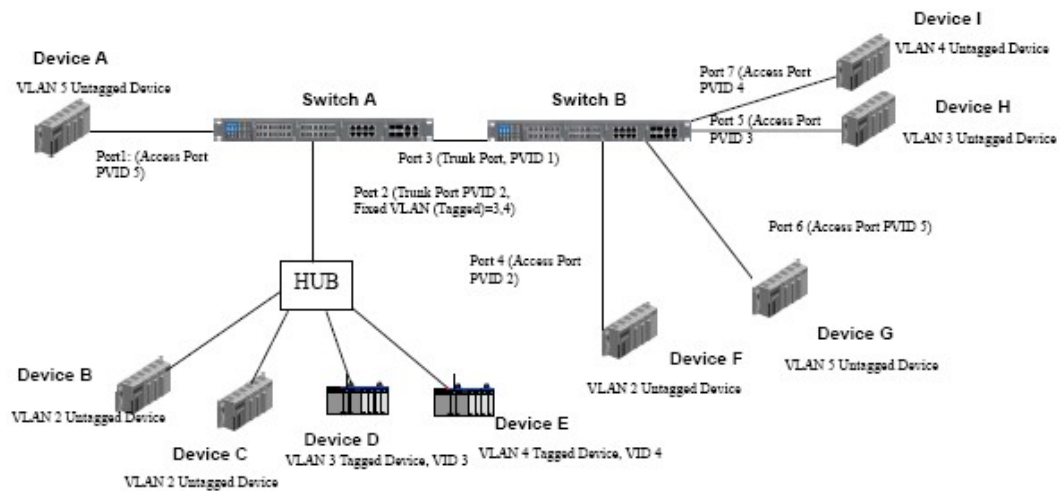 Device I
VLAN 4 Untagged Device
Device A
VLAN 5 Untagged Device
Port 7 (Access Port
PVID 4
Switch A
Switch B
Device H
VLAN 3 Untagged Device
Port 5 (Access Port
PVID 3
Port1: (Access Port
PVID 5)
Port 3 (Trunk Port, PVID 1)
Port 2 (Trunk Port PVID 2,
Fixed VLAN (Tagged)=3,4)
Port 6 (Access Port PVID 5)
Port 4 (Access Port
PVID 2)
HUB
Device G
VLAN 5 Untagged Device
Device F
VLAN 2 Untagged Device
Device B
VLAN 2 Untagged Device
Device C
VLAN 2 Untagged Device
Device D
VLAN 3 Tagged Device, VID 3
Device E
VLAN 4 Tagged Device, VID 4